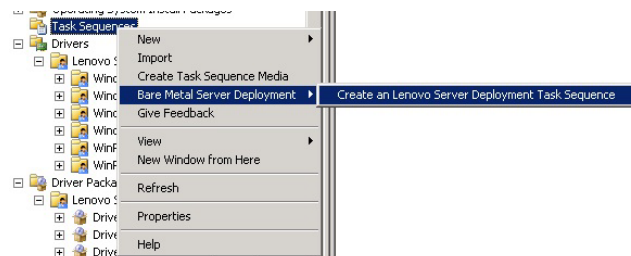 Operating System Install Packages
Task Sequences
Drivers
Lenovo S
Wind
Wind
Wind
Wind
WinP
WinP
Driver Packa
Lenovo S
Drive
Drive
Drive
New
Import
Create Task Sequence Media
Bare Metal Server Deployment
Give Feedback
View
New Window from Here
Refresh
Properties
Help
Create an Lenovo Server Deployment Task Sequence